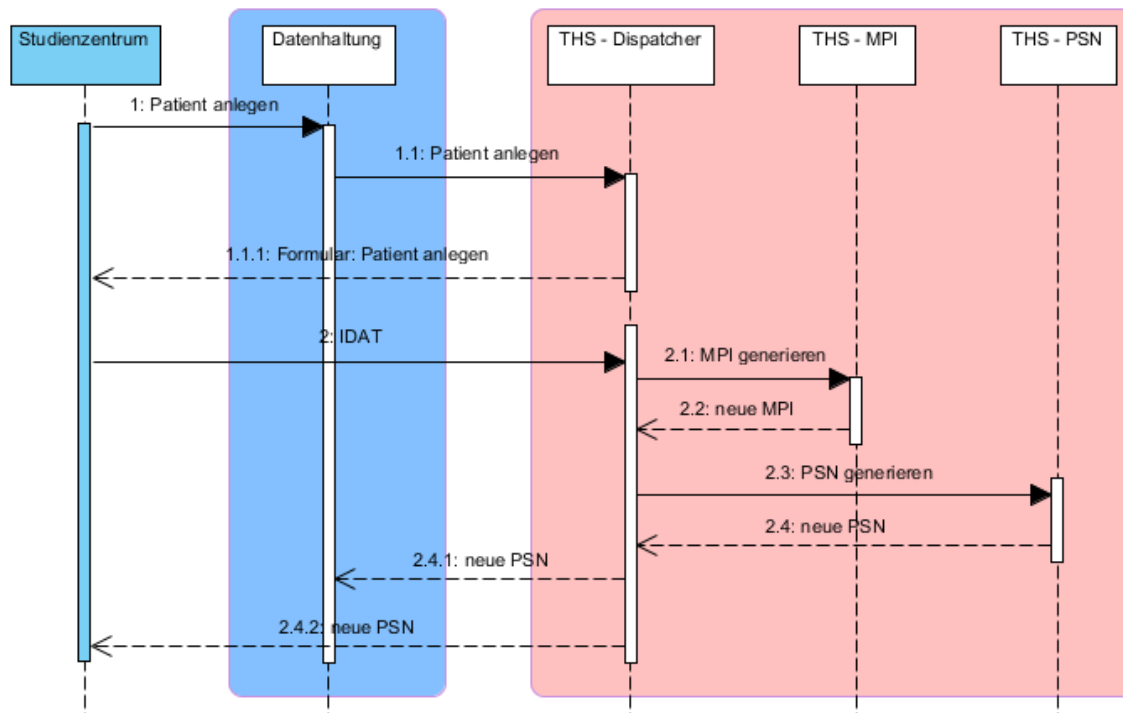 Studienzentrum
Datenhaltung
THS - Dispatcher
THS - MPI
THS - PSN
1: Patient anlegen
1.1: Patient anlegen
1.1.1: Formular: Patient anlegen
2: IDAT
2.1: MPI generieren
2.2: neue MPI
2.3: PSN generieren
2.4: neue PSN
2.4.1: neue PSN
2.4.2: neue PSN